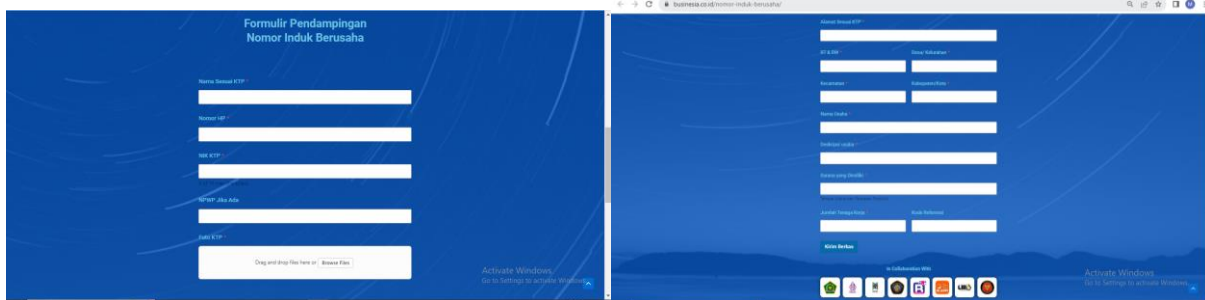 Formulir Pendampingan
Nomor Induk Berusaha
Nama Sesuai KTP *
Nomor HP *
NIK KTP *
NPWP Jika Ada
Foto KTP *
Drag and drop files here or Browse Files
Activate Windows
Go to Settings to activate Windows.
businesia.co.id/nomor-induk-berusaha/
Alamat Sesuai KTP *
RT & RW * Desa/ Kelurahan *
Kecamatan * Kabupaten/Kota *
Nama Usaha *
Deskripsi usaha
Jumlah Tenaga Kerja * Kode Referensi
Kirim Berkas
In Collaboration With
Activate Windows
Go to Settings to activate Windows.